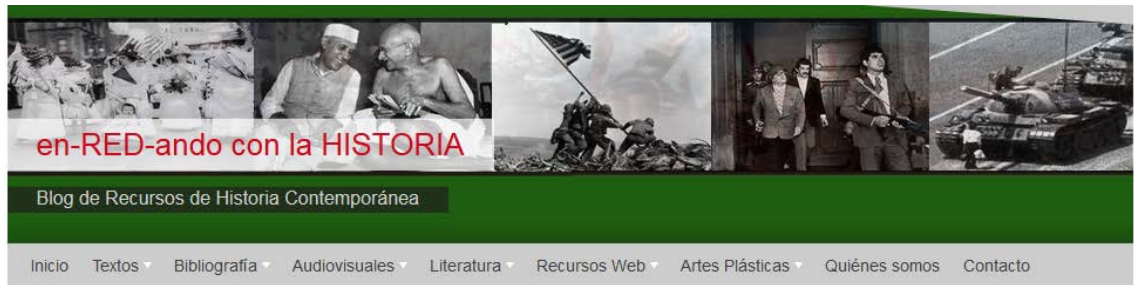 en-RED-ando con la HISTORIA
Blog de Recursos de Historia Contemporánea
Inicio Textos Bibliografía Audiovisuales Literatura Recursos Web Artes Plásticas Quiénes somos Contacto